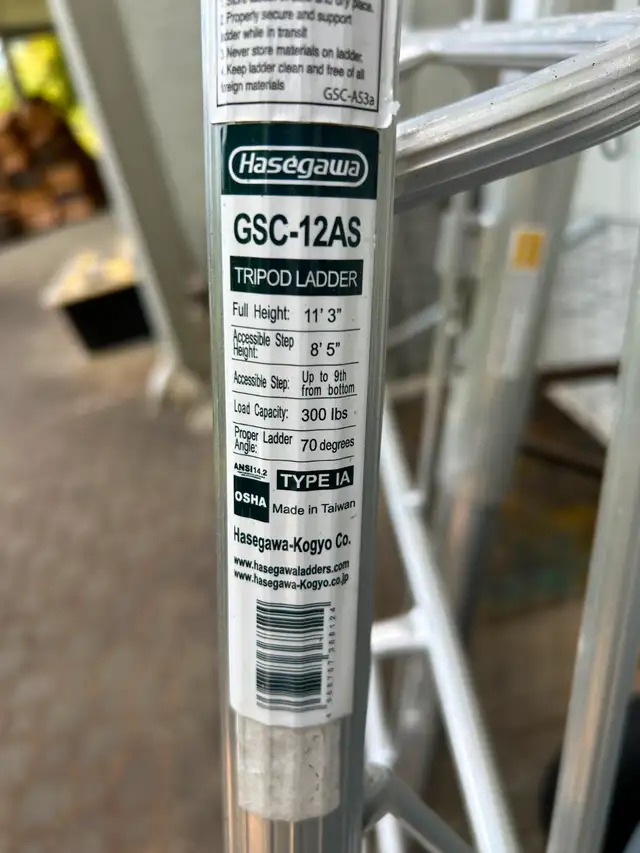 2. Properly secure and support
ladder while in transit
3. Never store materials on ladder.
4. Keep ladder clean and free of all
foreign materials
GSC-AS3a
Hasegawa
GSC-12AS
TRIPOD LADDER
Full Height: 11' 3"
Accessible Step Height: 8' 5"
Accessible Step: Up to 9th from bottom
Load Capacity: 300 lbs
Proper Ladder Angle: 70 degrees
ANSI 14.2
TYPE IA
OSHA
Made in Taiwan
Hasegawa-Kogyo Co.
www.hasegawaladders.com
www.hasegawa-Kogyo.co.jp